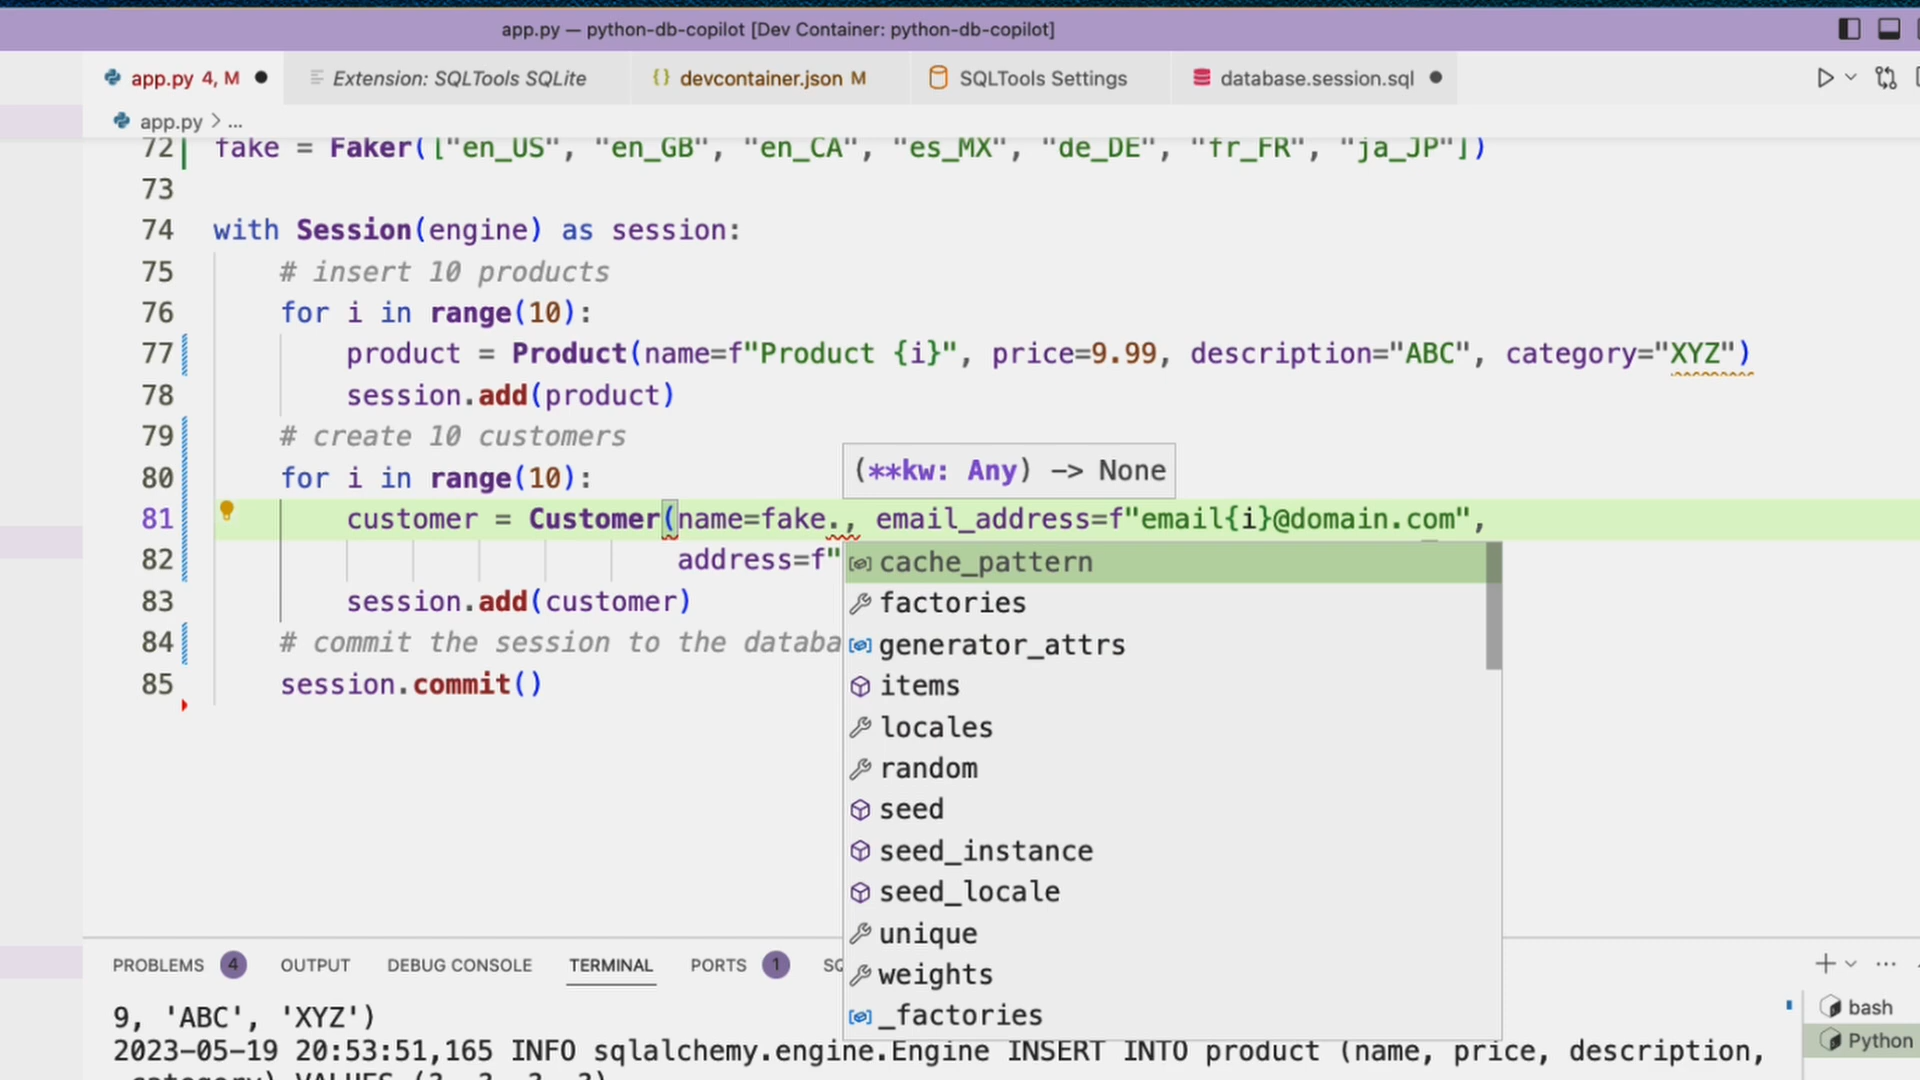 app.py — python-db-copilot [Dev Container: python-db-copilot]
app.py 4, M
Extension: SQLTools SQLite
devcontainer.json M
SQLTools Settings
database.session.sql
app.py > ...
72 fake = Faker(["en_US", "en_GB", "en_CA", "es_MX", "de_DE", "fr_FR", "ja_JP"])
73
74 with Session(engine) as session:
75 # insert 10 products
76 for i in range(10):
77 product = Product(name=f"Product {i}", price=9.99, description="ABC", category="XYZ")
78 session.add(product)
79 # create 10 customers
80 for i in range(10):
(**kw: Any) -> None
81 customer = Customer(name=fake., email_address=f"email{i}@domain.com",
82 address=f"
83 session.add(customer)
84 # commit the session to the databa
85 session.commit()
cache_pattern
factories
generator_attrs
items
locales
random
seed
seed_instance
seed_locale
unique
weights
_factories
PROBLEMS 4 OUTPUT DEBUG CONSOLE TERMINAL PORTS 1 SQ
9, 'ABC', 'XYZ')
2023-05-19 20:53:51,165 INFO sqlalchemy.engine.Engine INSERT INTO product (name, price, description,
category) VALUES (?, ?, ?, ?)
bash
Python